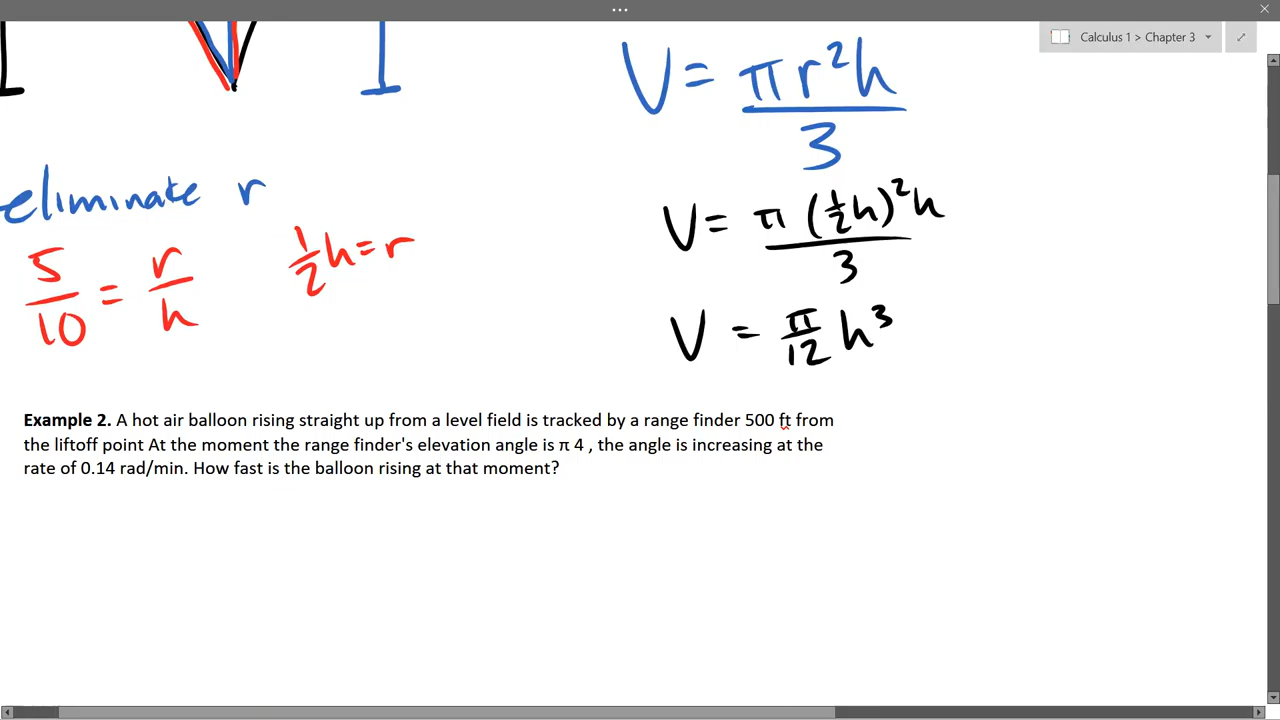 ...
Calculus 1 > Chapter 3
V = πr²h / 3
eliminate r
5/10 = r/h
½h = r
V = π (½h)²h / 3
V = π/12 h³
Example 2. A hot air balloon rising straight up from a level field is tracked by a range finder 500 ft from
the liftoff point At the moment the range finder's elevation angle is π 4 , the angle is increasing at the
rate of 0.14 rad/min. How fast is the balloon rising at that moment?